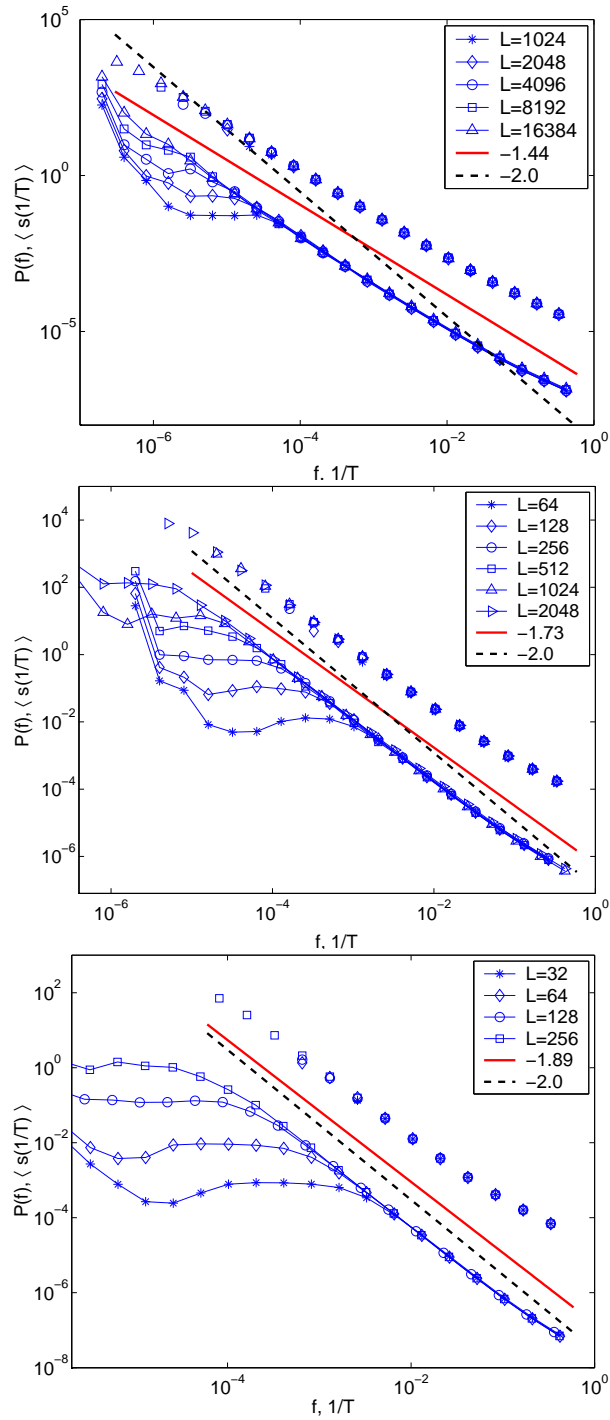 10^5
10^0
10^-5
P(f), ⟨ s(1/T) ⟩
L=1024
L=2048
L=4096
L=8192
L=16384
−1.44
−2.0
10^-6
10^-4
10^-2
10^0
f, 1/T
10^4
10^2
10^0
10^-2
10^-4
10^-6
P(f), ⟨ s(1/T) ⟩
L=64
L=128
L=256
L=512
L=1024
L=2048
−1.73
−2.0
10^-6
10^-4
10^-2
10^0
f, 1/T
10^2
10^0
10^-2
10^-4
10^-6
10^-8
P(f), ⟨ s(1/T) ⟩
L=32
L=64
L=128
L=256
−1.89
−2.0
10^-4
10^-2
10^0
f, 1/T